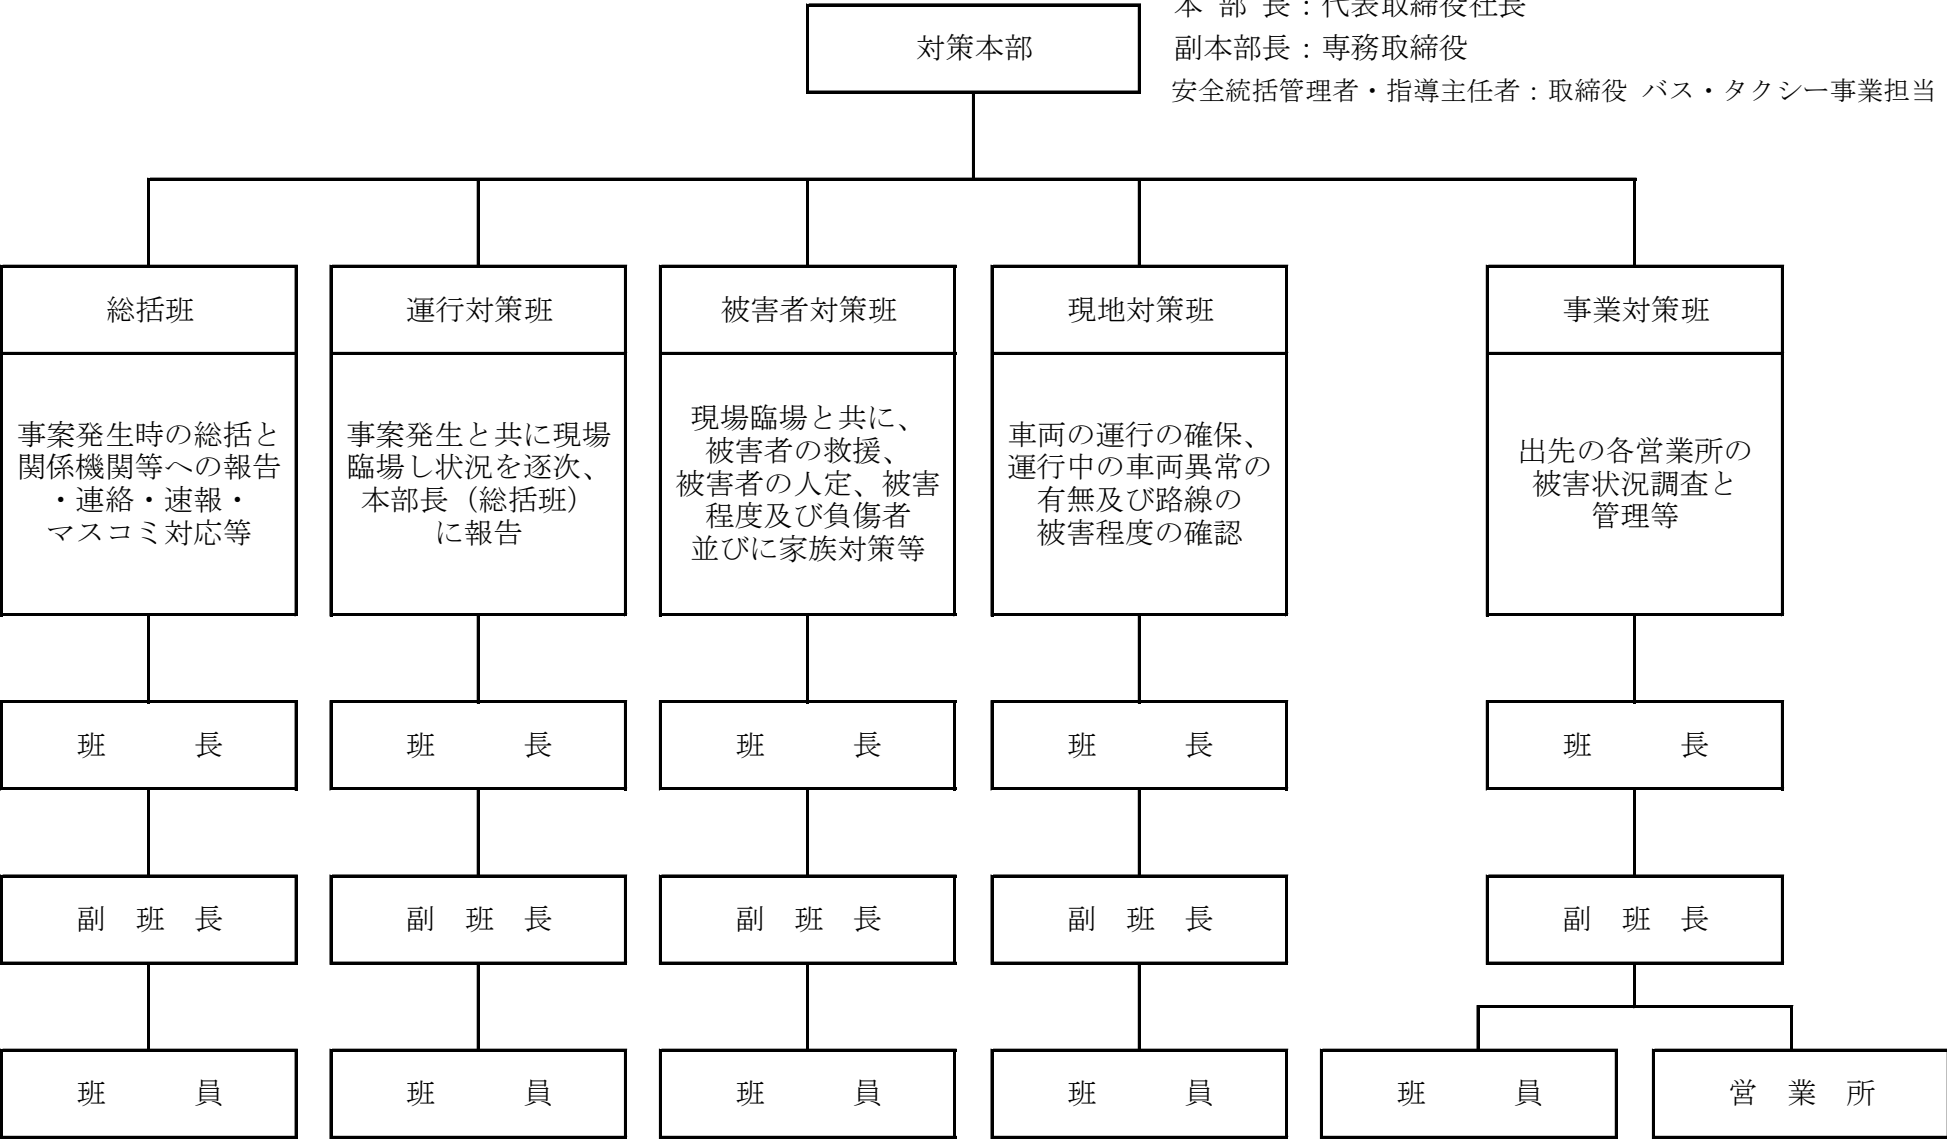 本 部 長：代表取締役社長
対策本部
副本部長：専務取締役
安全統括管理者・指導主任者：取締役 バス・タクシー事業担当
総括班
運行対策班
被害者対策班
現地対策班
事業対策班
事案発生時の総括と
関係機関等への報告
・連絡・速報・
マスコミ対応等
事案発生と共に現場
臨場し状況を逐次、
本部長（総括班）
に報告
現場臨場と共に、
被害者の救援、
被害者の人定、被害
程度及び負傷者
並びに家族対策等
車両の運行の確保、
運行中の車両異常の
有無及び路線の
被害程度の確認
出先の各営業所の
被害状況調査と
管理等
班 長
班 長
班 長
班 長
班 長
副 班 長
副 班 長
副 班 長
副 班 長
副 班 長
班 員
班 員
班 員
班 員
班 員
営 業 所